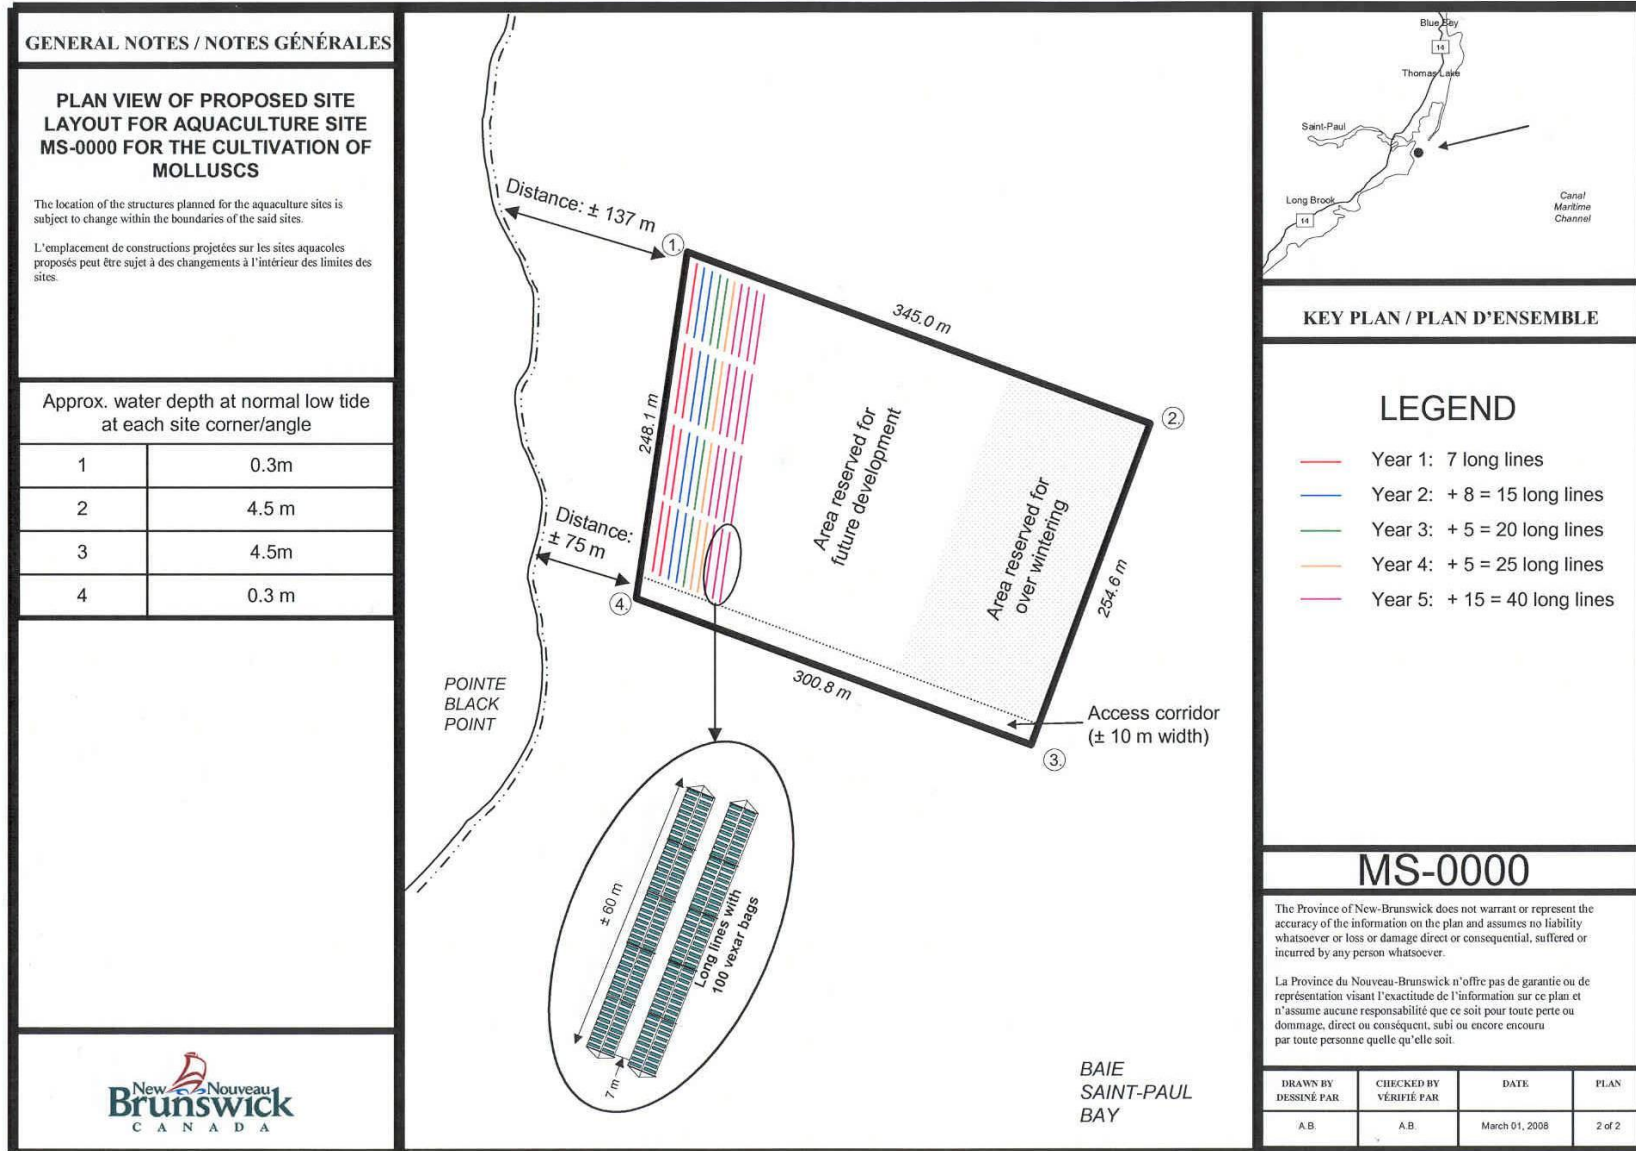 GENERAL NOTES / NOTES GÉNÉRALES
PLAN VIEW OF PROPOSED SITE
LAYOUT FOR AQUACULTURE SITE
MS-0000 FOR THE CULTIVATION OF
MOLLUSCS
The location of the structures planned for the aquaculture sites is
subject to change within the boundaries of the said sites.
L'emplacement de constructions projetées sur les sites aquacoles
proposés peut être sujet à des changements à l'intérieur des limites des
sites.
Approx. water depth at normal low tide
at each site corner/angle
1 0.3m
2 4.5 m
3 4.5m
4 0.3 m
New Nouveau
Brunswick
CANADA
Distance: ± 137 m
1.
345.0 m
2.
248.1 m
Area reserved for
future development
Area reserved for
over wintering
254.6 m
Distance:
± 75 m
4.
300.8 m
Access corridor
(± 10 m width)
3.
POINTE
BLACK
POINT
± 60 m
Long lines with
100 vexar bags
7 m
BAIE
SAINT-PAUL
BAY
Blue Bay
14
Thomas Lake
Saint-Paul
Long Brook
14
Canal
Maritime
Channel
KEY PLAN / PLAN D'ENSEMBLE
LEGEND
Year 1: 7 long lines
Year 2: + 8 = 15 long lines
Year 3: + 5 = 20 long lines
Year 4: + 5 = 25 long lines
Year 5: + 15 = 40 long lines
MS-0000
The Province of New-Brunswick does not warrant or represent the
accuracy of the information on the plan and assumes no liability
whatsoever or loss or damage direct or consequential, suffered or
incurred by any person whatsoever.
La Province du Nouveau-Brunswick n'offre pas de garantie ou de
représentation visant l'exactitude de l'information sur ce plan et
n'assume aucune responsabilité que ce soit pour toute perte ou
dommage, direct ou conséquent, subi ou encore encouru
par toute personne quelle qu'elle soit.
DRAWN BY CHECKED BY DATE PLAN
DESSINÉ PAR VÉRIFIÉ PAR
A.B. A.B. March 01, 2008 2 of 2